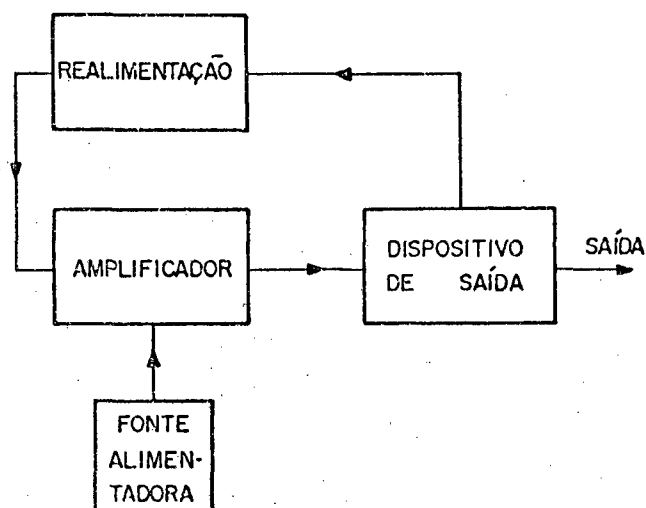 REALIMENTAÇÃO
AMPLIFICADOR
DISPOSITIVO
DE SAÍDA
SAÍDA
FONTE
ALIMEN-
TADORA